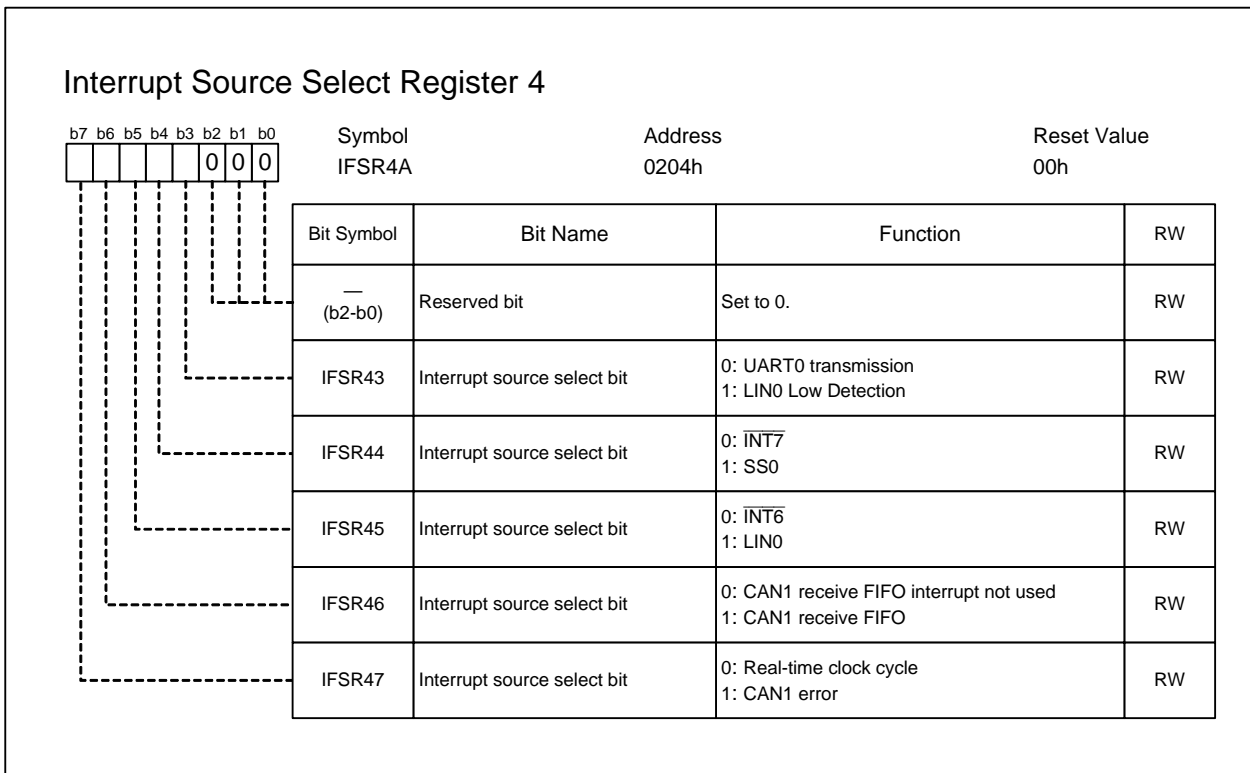 Interrupt Source Select Register 4
b7 b6 b5 b4 b3 b2 b1 b0
0 0 0
Symbol Address Reset Value
IFSR4A 0204h 00h
Bit Symbol Bit Name Function RW
—
(b2-b0) Reserved bit Set to 0. RW
IFSR43 Interrupt source select bit 0: UART0 transmission
1: LIN0 Low Detection RW
IFSR44 Interrupt source select bit 0: I̅N̅T̅7̅
1: SS0 RW
IFSR45 Interrupt source select bit 0: I̅N̅T̅6̅
1: LIN0 RW
IFSR46 Interrupt source select bit 0: CAN1 receive FIFO interrupt not used
1: CAN1 receive FIFO RW
IFSR47 Interrupt source select bit 0: Real-time clock cycle
1: CAN1 error RW